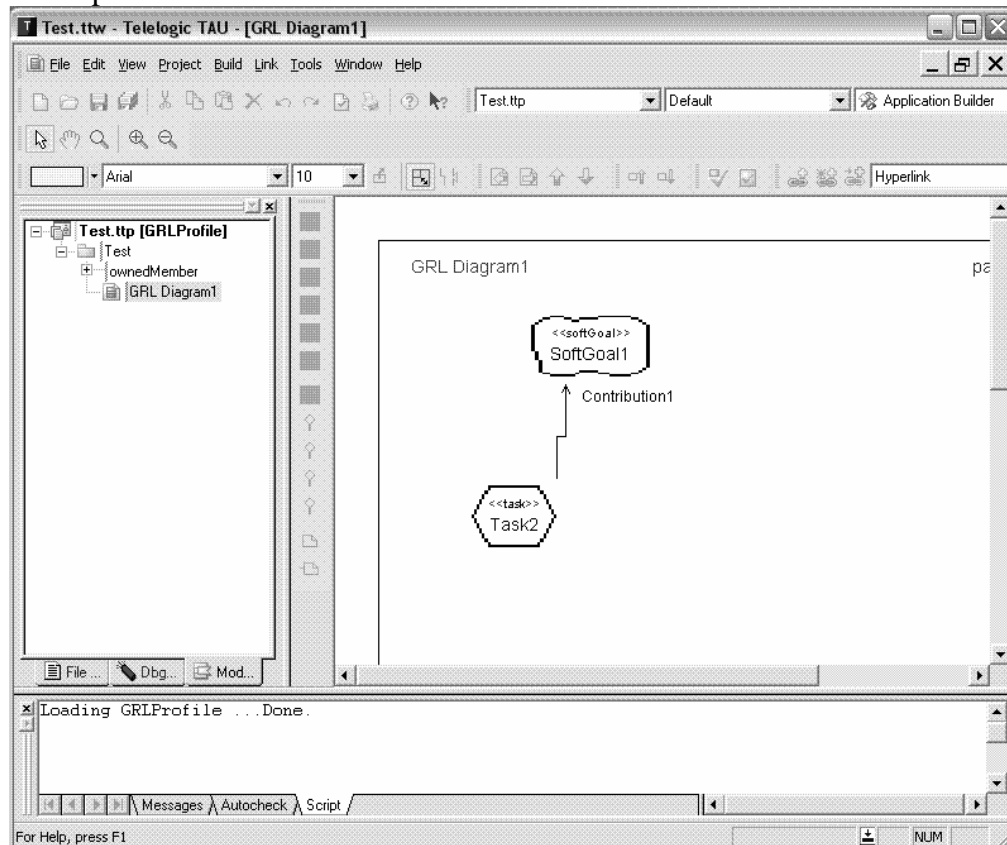 Test.ttw - Telelogic TAU - [GRL Diagram1]
File Edit View Project Build Link Tools Window Help
Test.ttp Default Application Builder
Arial 10 Hyperlink
Test.ttp [GRLProfile]
Test
ownedMember
GRL Diagram1
GRL Diagram1 pa
<<softGoal>>
SoftGoal1
Contribution1
<<task>>
Task2
File ... Dbg... Mod...
Loading GRLProfile ...Done.
Messages Autocheck Script
For Help, press F1 NUM